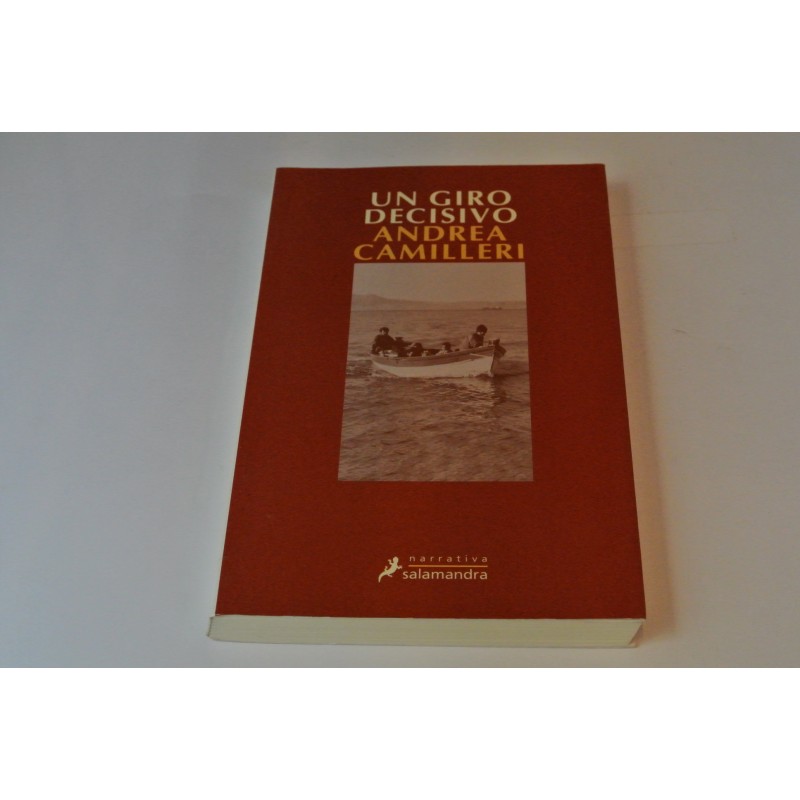 UN GIRO
DECISIVO
ANDREA
CAMILLERI
narrativa
salamandra